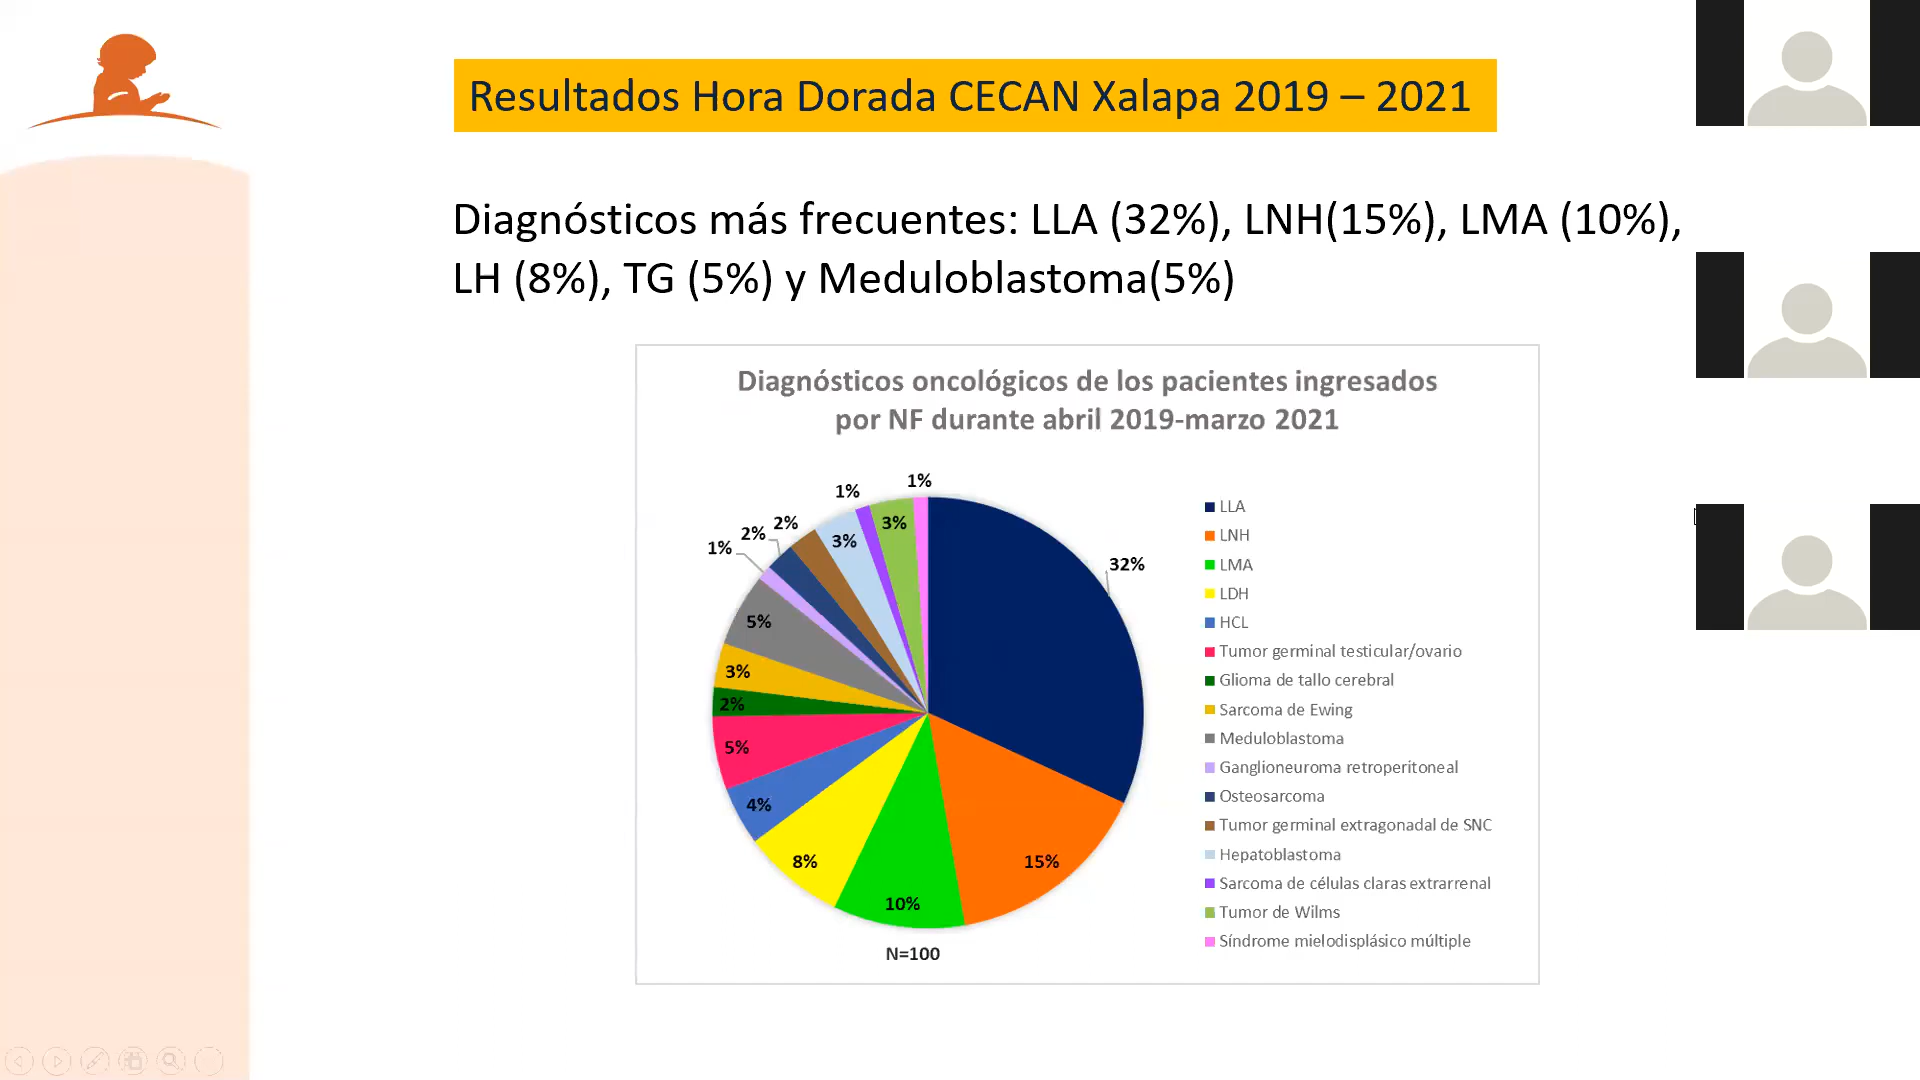 Resultados Hora Dorada CECAN Xalapa 2019 – 2021
Diagnósticos más frecuentes: LLA (32%), LNH(15%), LMA (10%),
LH (8%), TG (5%) y Meduloblastoma(5%)
Diagnósticos oncológicos de los pacientes ingresados
por NF durante abril 2019-marzo 2021
1%
1%
2%
2%
1%
3%
3%
32%
5%
3%
2%
5%
4%
8%
10%
15%
N=100
LLA
LNH
LMA
LDH
HCL
Tumor germinal testicular/ovario
Glioma de tallo cerebral
Sarcoma de Ewing
Meduloblastoma
Ganglioneuroma retroperitoneal
Osteosarcoma
Tumor germinal extragonadal de SNC
Hepatoblastoma
Sarcoma de células claras extrarrenal
Tumor de Wilms
Síndrome mielodisplásico múltiple